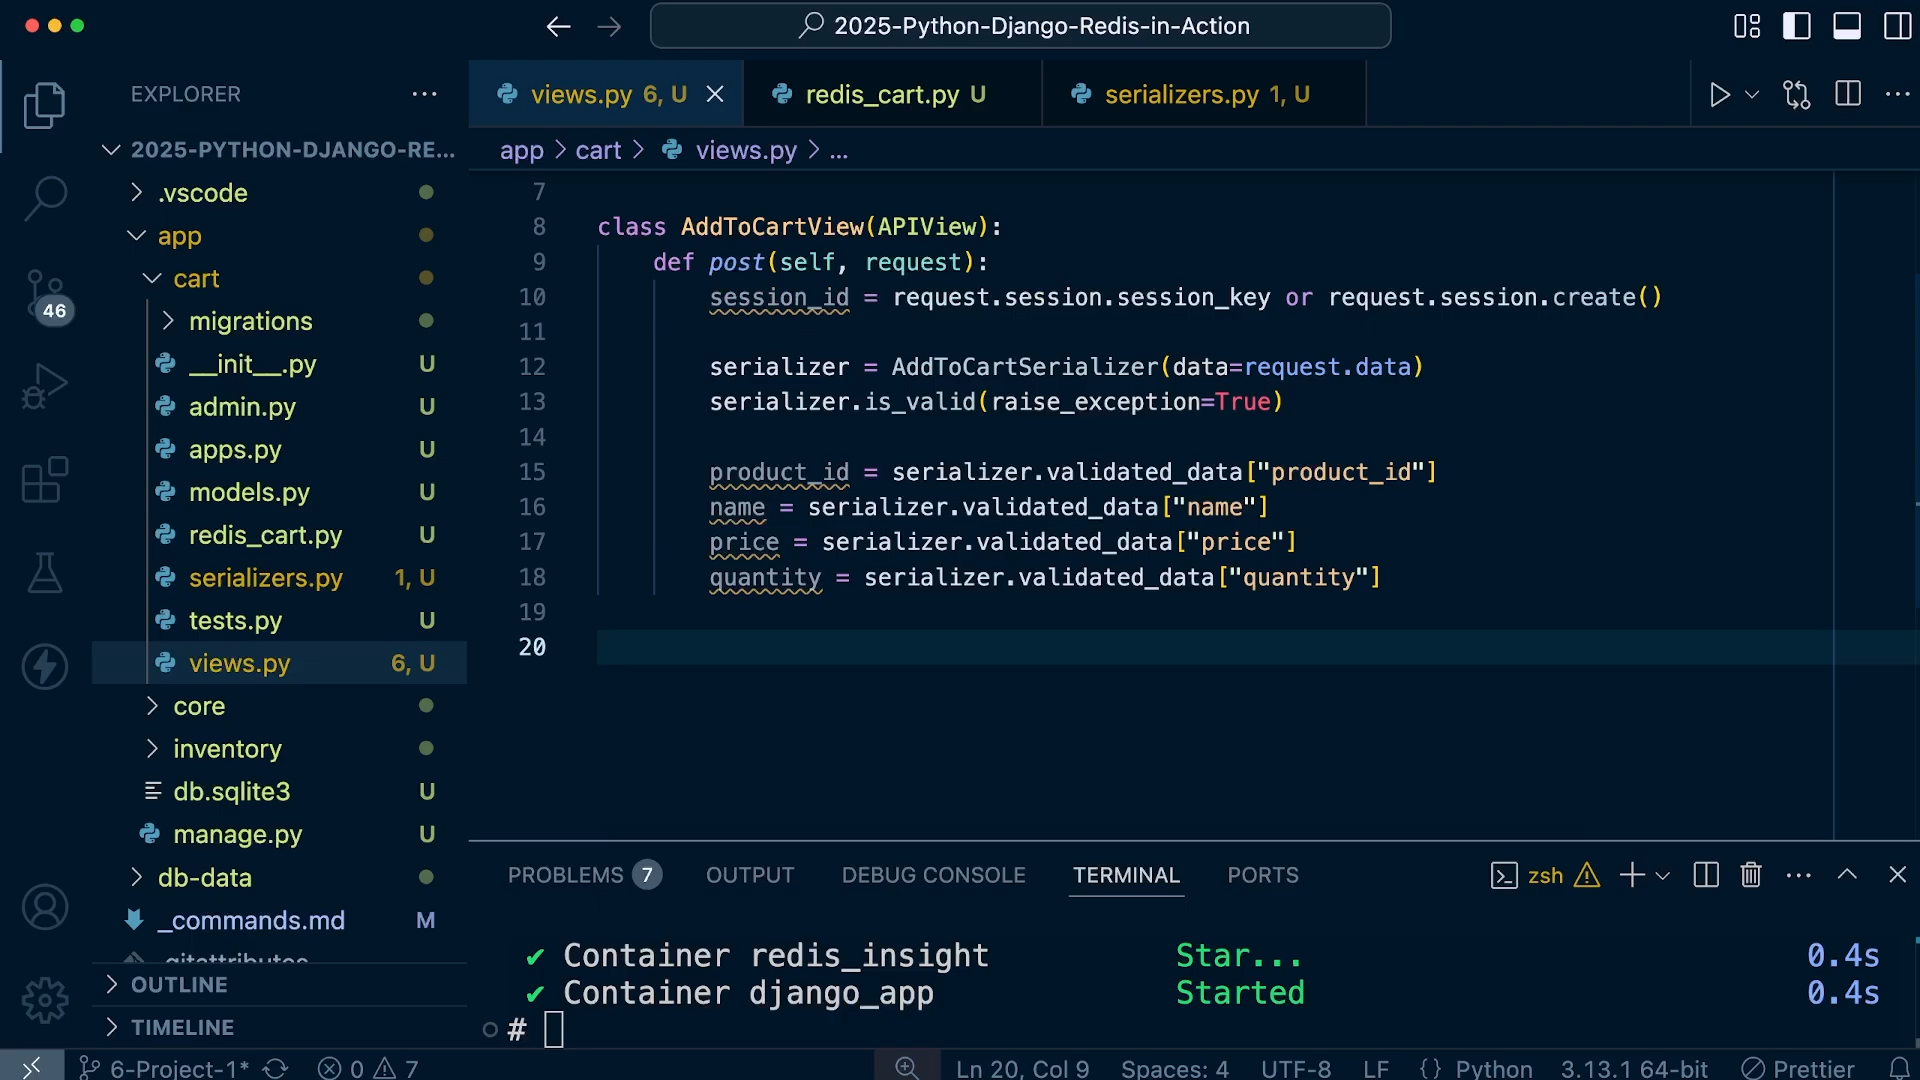 2025-Python-Django-Redis-in-Action
EXPLORER
views.py 6, U
redis_cart.py U
serializers.py 1, U
app > cart > views.py > ...
2025-PYTHON-DJANGO-RE...
.vscode
app
cart
migrations
__init__.py U
admin.py U
apps.py U
models.py U
redis_cart.py U
serializers.py 1, U
tests.py U
views.py 6, U
core
inventory
db.sqlite3 U
manage.py U
db-data
_commands.md M
.gitattributes
OUTLINE
TIMELINE
46
7
8 class AddToCartView(APIView):
9 def post(self, request):
10 session_id = request.session.session_key or request.session.create()
11
12 serializer = AddToCartSerializer(data=request.data)
13 serializer.is_valid(raise_exception=True)
14
15 product_id = serializer.validated_data["product_id"]
16 name = serializer.validated_data["name"]
17 price = serializer.validated_data["price"]
18 quantity = serializer.validated_data["quantity"]
19
20
PROBLEMS 7 OUTPUT DEBUG CONSOLE TERMINAL PORTS
zsh
✔ Container redis_insight Star... 0.4s
✔ Container django_app Started 0.4s
#
6-Project-1* 0 7
Ln 20, Col 9 Spaces: 4 UTF-8 LF {} Python 3.13.1 64-bit Prettier